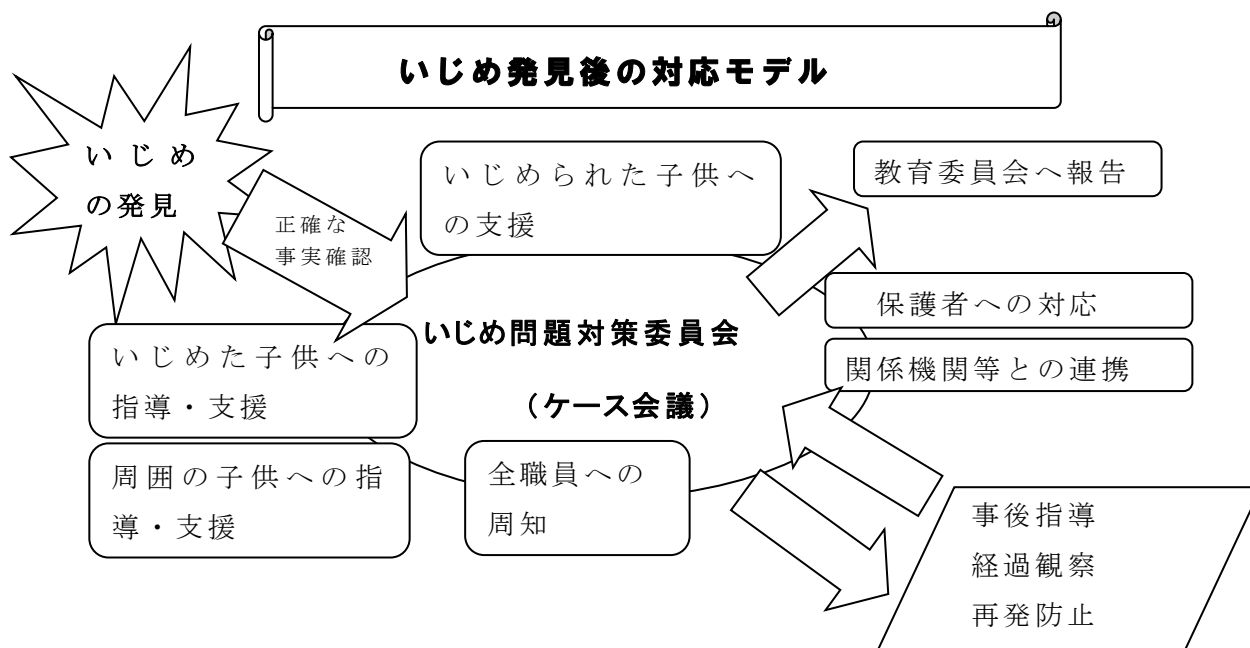 いじめ発見後の対応モデル
いじめ
の発見
正確な
事実確認
いじめられた子供へ
の支援
教育委員会へ報告
保護者への対応
関係機関等との連携
いじめ問題対策委員会
（ケース会議）
いじめた子供への
指導・支援
周囲の子供への指
導・支援
全職員への
周知
事後指導
経過観察
再発防止